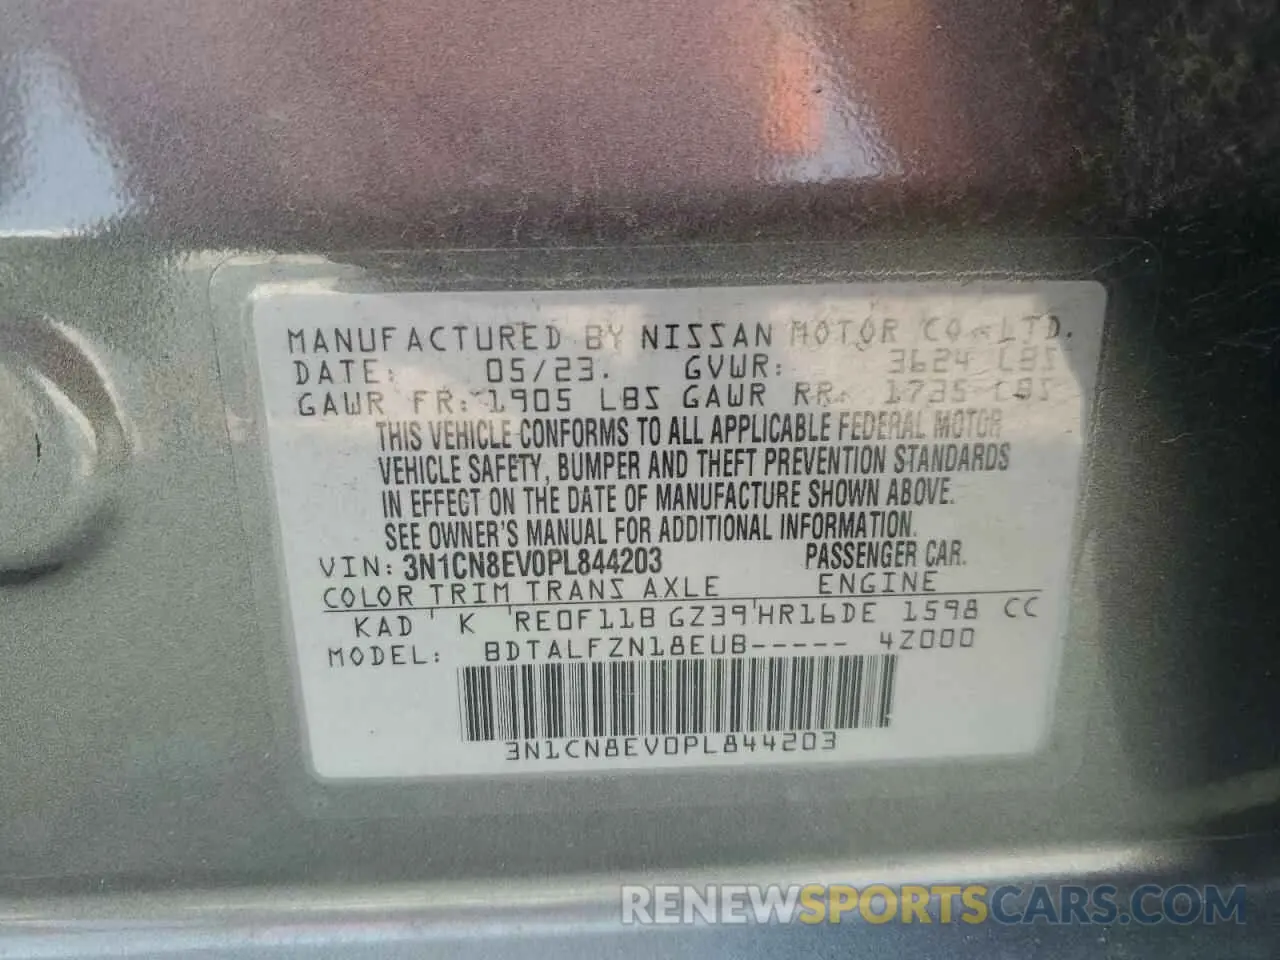 MANUFACTURED BY NISSAN MOTOR CO., LTD.
DATE: 05/23. GVWR: 3624 LBS
GAWR FR: 1905 LBS GAWR RR: 1735 LBS
THIS VEHICLE CONFORMS TO ALL APPLICABLE FEDERAL MOTOR
VEHICLE SAFETY, BUMPER AND THEFT PREVENTION STANDARDS
IN EFFECT ON THE DATE OF MANUFACTURE SHOWN ABOVE.
SEE OWNER'S MANUAL FOR ADDITIONAL INFORMATION.
VIN: 3N1CN8EV0PL844203 PASSENGER CAR.
COLOR TRIM TRANS AXLE ENGINE
KAD K RE0F11B GZ39 HR16DE 1598 CC
MODEL: BDTALFZN18EUB----- 4Z000
3N1CN8EV0PL844203
RENEWSPORTSCARS.COM